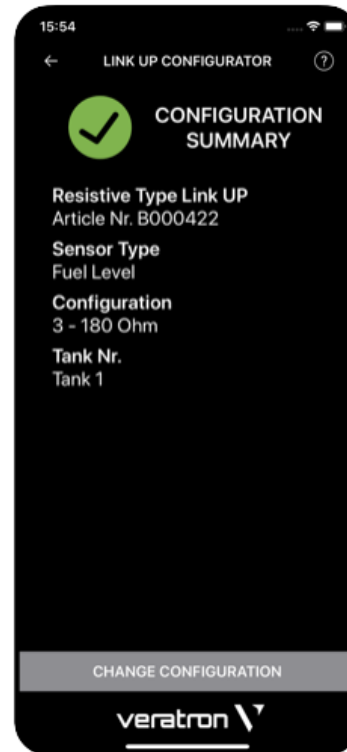 15:54
LINK UP CONFIGURATOR ?
CONFIGURATION
SUMMARY
Resistive Type Link UP
Article Nr. B000422
Sensor Type
Fuel Level
Configuration
3 - 180 Ohm
Tank Nr.
Tank 1
CHANGE CONFIGURATION
veratron